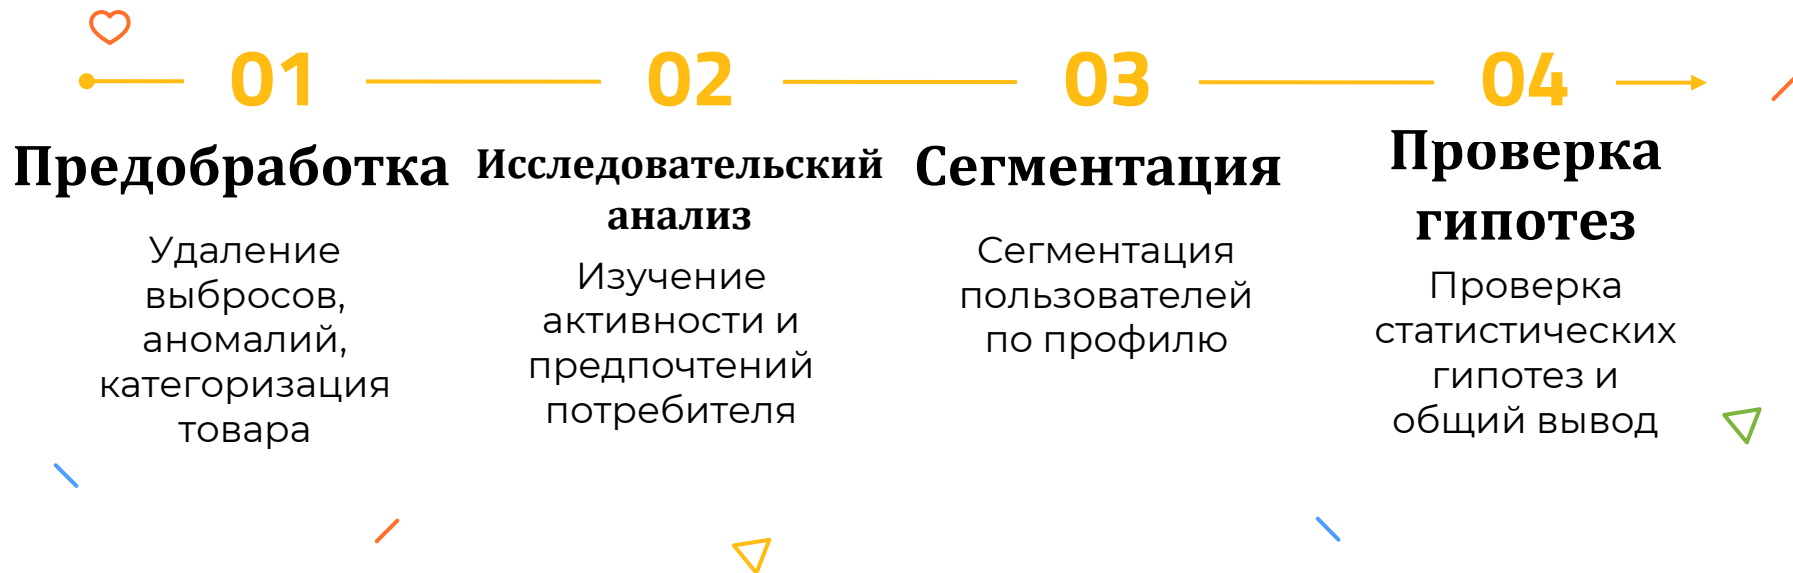 01
Предобработка
Удаление
выбросов,
аномалий,
категоризация
товара
02
Исследовательский
анализ
Изучение
активности и
предпочтений
потребителя
03
Сегментация
Сегментация
пользователей
по профилю
04
Проверка
гипотез
Проверка
статистических
гипотез и
общий вывод